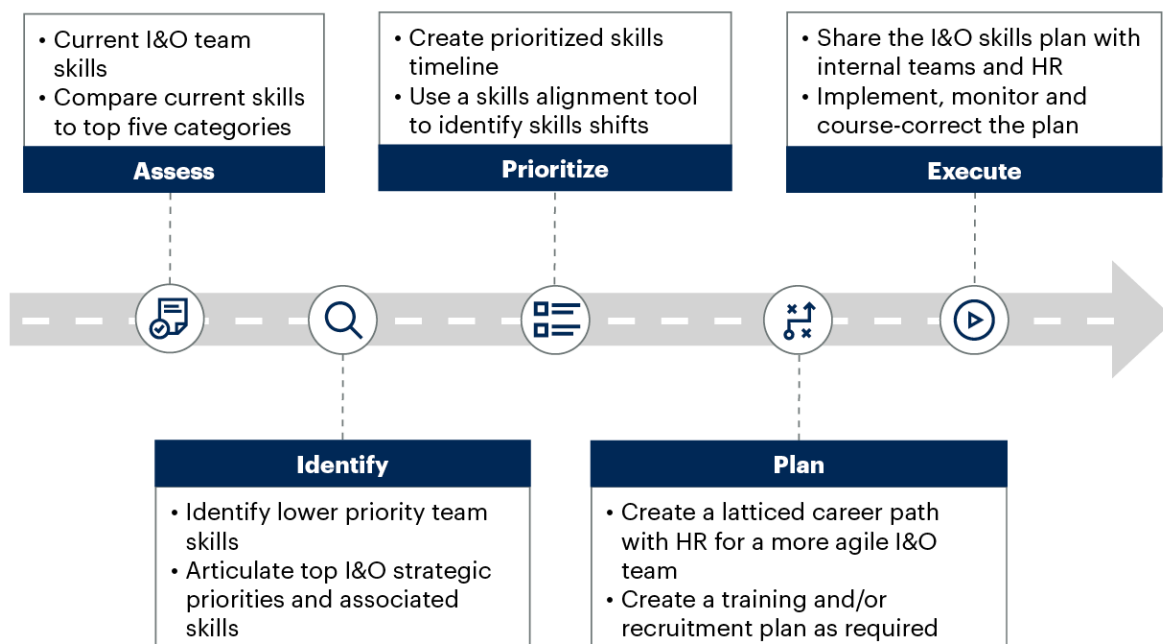 • Current I&O team
skills
• Compare current skills
to top five categories
Assess
• Create prioritized skills
timeline
• Use a skills alignment tool
to identify skills shifts
Prioritize
• Share the I&O skills plan with
internal teams and HR
• Implement, monitor and
course-correct the plan
Execute
Identify
• Identify lower priority team
skills
• Articulate top I&O strategic
priorities and associated
skills
Plan
• Create a latticed career path
with HR for a more agile I&O
team
• Create a training and/or
recruitment plan as required